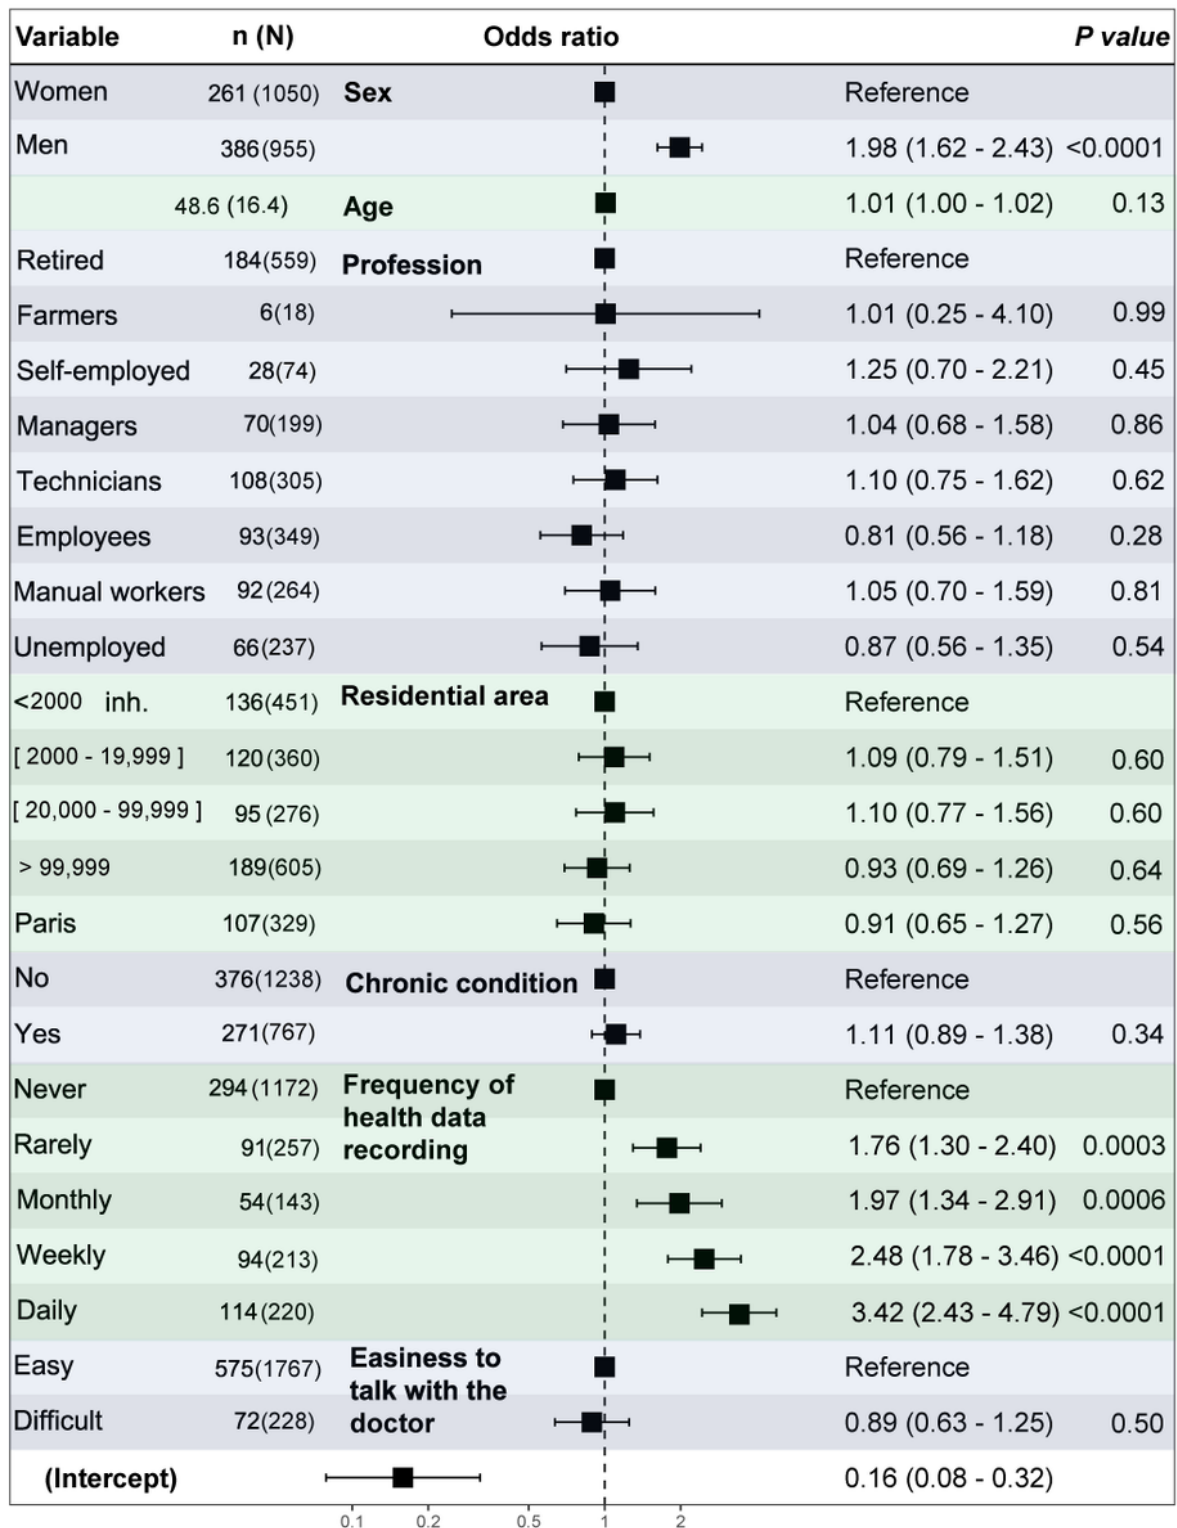 Variable n (N) Odds ratio P value
Women 261 (1050) Sex Reference
Men 386(955) 1.98 (1.62 - 2.43) <0.0001
48.6 (16.4) Age 1.01 (1.00 - 1.02) 0.13
Retired 184(559) Profession Reference
Farmers 6(18) 1.01 (0.25 - 4.10) 0.99
Self-employed 28(74) 1.25 (0.70 - 2.21) 0.45
Managers 70(199) 1.04 (0.68 - 1.58) 0.86
Technicians 108(305) 1.10 (0.75 - 1.62) 0.62
Employees 93(349) 0.81 (0.56 - 1.18) 0.28
Manual workers 92(264) 1.05 (0.70 - 1.59) 0.81
Unemployed 66(237) 0.87 (0.56 - 1.35) 0.54
<2000 inh. 136(451) Residential area Reference
[ 2000 - 19,999 ] 120(360) 1.09 (0.79 - 1.51) 0.60
[ 20,000 - 99,999 ] 95(276) 1.10 (0.77 - 1.56) 0.60
> 99,999 189(605) 0.93 (0.69 - 1.26) 0.64
Paris 107(329) 0.91 (0.65 - 1.27) 0.56
No 376(1238) Chronic condition Reference
Yes 271(767) 1.11 (0.89 - 1.38) 0.34
Never 294(1172) Frequency of Reference
health data
Rarely 91(257) recording 1.76 (1.30 - 2.40) 0.0003
Monthly 54(143) 1.97 (1.34 - 2.91) 0.0006
Weekly 94(213) 2.48 (1.78 - 3.46) <0.0001
Daily 114(220) 3.42 (2.43 - 4.79) <0.0001
Easy 575(1767) Easiness to Reference
talk with the
Difficult 72(228) doctor 0.89 (0.63 - 1.25) 0.50
(Intercept) 0.16 (0.08 - 0.32)
0.1 0.2 0.5 1 2